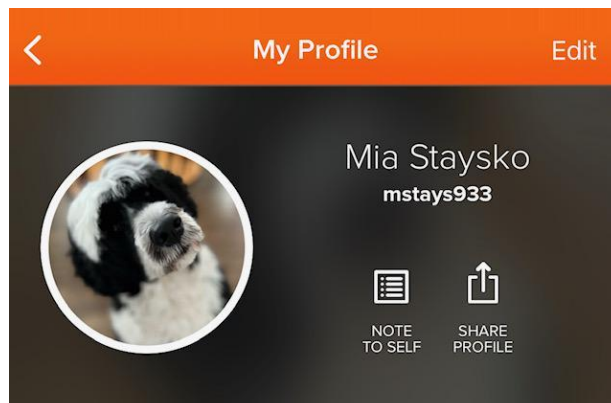 My Profile
Edit
Mia Staysko
mstays933
NOTE
TO SELF
SHARE
PROFILE